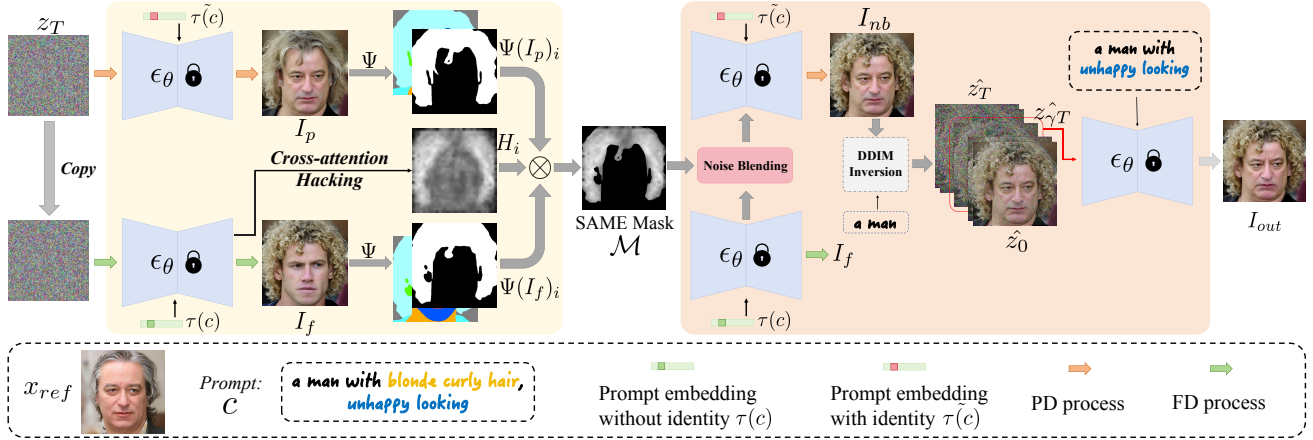 z_T
τ(c̃)
ϵ_θ
I_p
Ψ
Ψ(I_p)_i
Copy
Cross-attention
Hacking
H_i
⊗
ϵ_θ
τ(c)
I_f
Ψ
Ψ(I_f)_i
SAME Mask
M
τ(c̃)
ϵ_θ
I_nb
Noise Blending
DDIM
Inversion
a man
ϵ_θ
I_f
τ(c)
ẑ_T
ẑ_γT
ẑ_0
a man with
unhappy looking
ϵ_θ
I_out
x_ref
Prompt:
c
a man with blonde curly hair,
unhappy looking
Prompt embedding
without identity τ(c)
Prompt embedding
with identity τ(c̃)
PD process
FD process